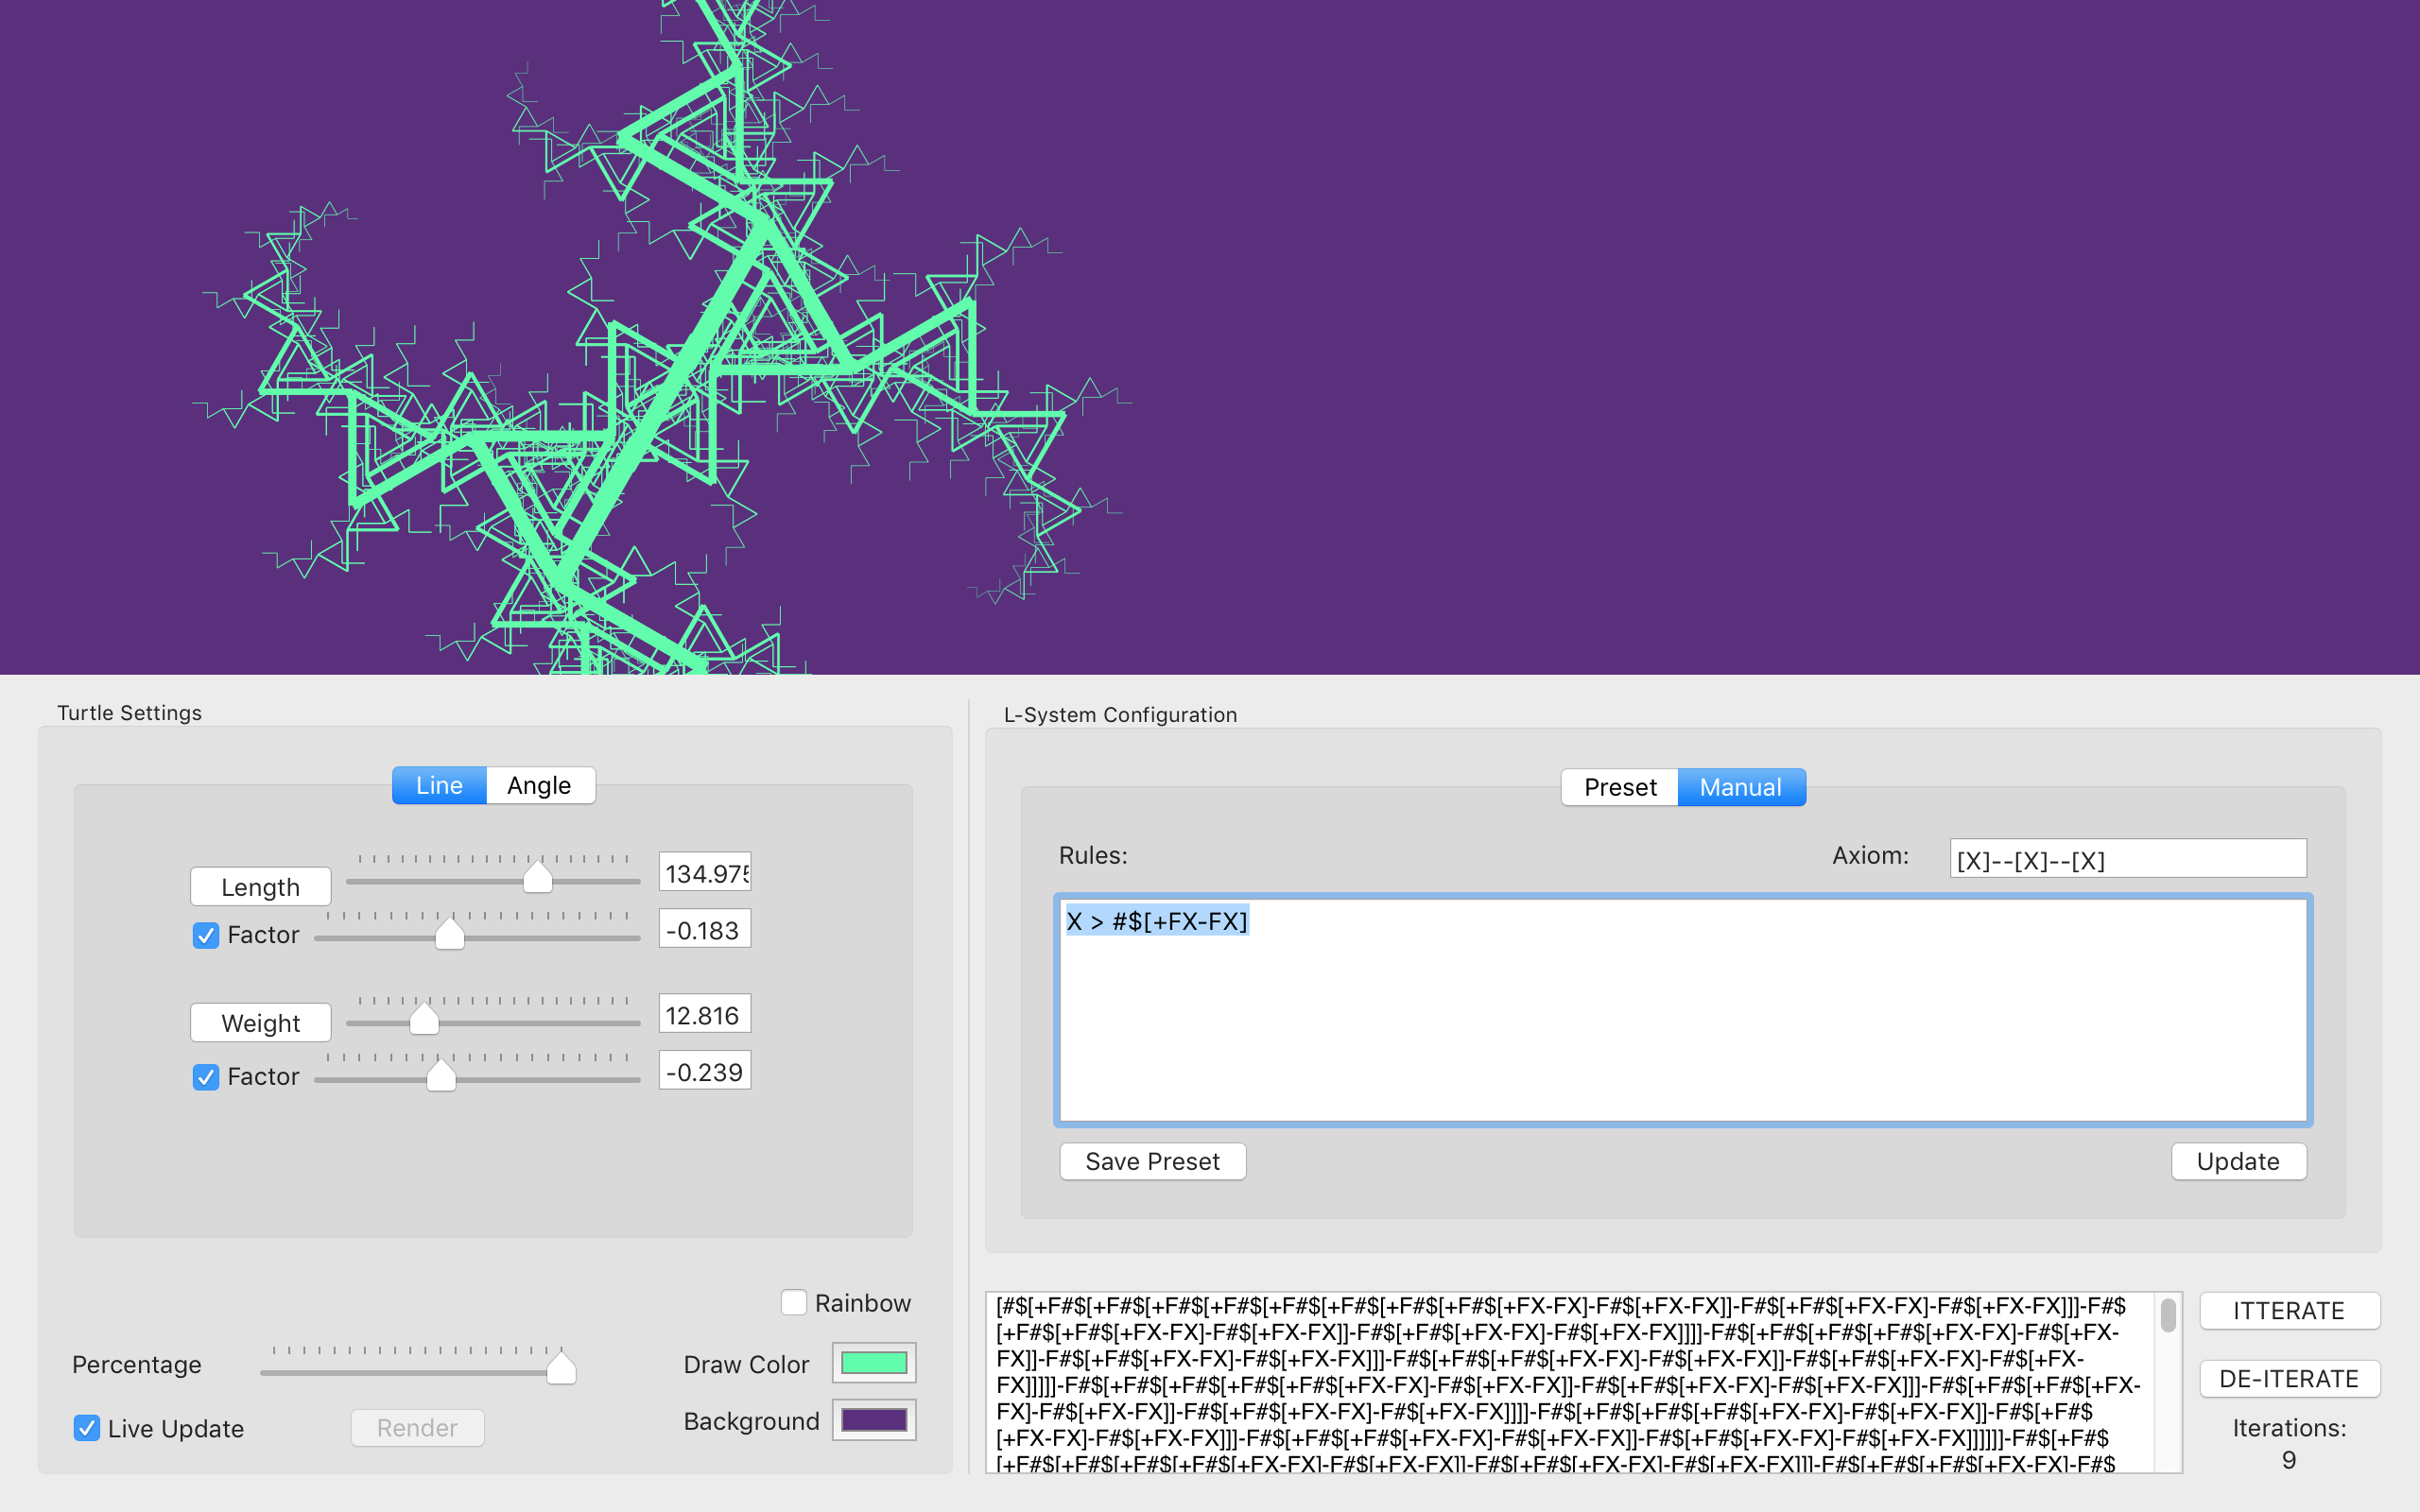 Turtle Settings
Line
Angle
Length
134.975
Factor
-0.183
Weight
12.816
Factor
-0.239
Rainbow
Percentage
Draw Color
Live Update
Render
Background
L-System Configuration
Preset
Manual
Rules:
Axiom:
[X]--[X]--[X]
X > #$[+FX-FX]
Save Preset
Update
[#$[+F#$[+F#$[+F#$[+F#$[+F#$[+F#$[+F#$[+F#$[+FX-FX]-F#$[+FX-FX]]-F#$[+F#$[+FX-FX]-F#$[+FX-FX]]]-F#$
[+F#$[+F#$[+FX-FX]-F#$[+FX-FX]]-F#$[+F#$[+FX-FX]-F#$[+FX-FX]]]]-F#$[+F#$[+F#$[+F#$[+FX-FX]-F#$[+FX-
FX]]-F#$[+F#$[+FX-FX]-F#$[+FX-FX]]]-F#$[+F#$[+F#$[+FX-FX]-F#$[+FX-FX]]-F#$[+F#$[+FX-FX]-F#$[+FX-
FX]]]]]-F#$[+F#$[+F#$[+F#$[+F#$[+FX-FX]-F#$[+FX-FX]]-F#$[+F#$[+FX-FX]-F#$[+FX-FX]]]-F#$[+F#$[+F#$[+FX-
FX]-F#$[+FX-FX]]-F#$[+F#$[+FX-FX]-F#$[+FX-FX]]]]-F#$[+F#$[+F#$[+F#$[+FX-FX]-F#$[+FX-FX]]-F#$[+F#$
[+FX-FX]-F#$[+FX-FX]]]-F#$[+F#$[+F#$[+FX-FX]-F#$[+FX-FX]]-F#$[+F#$[+FX-FX]-F#$[+FX-FX]]]]]]-F#$[+F#$
[+F#$[+F#$[+F#$[+F#$[+FX-FX]-F#$[+FX-FX]]-F#$[+F#$[+FX-FX]-F#$[+FX-FX]]]-F#$[+F#$[+F#$[+FX-FX]-F#$
ITTERATE
DE-ITERATE
Iterations:
9